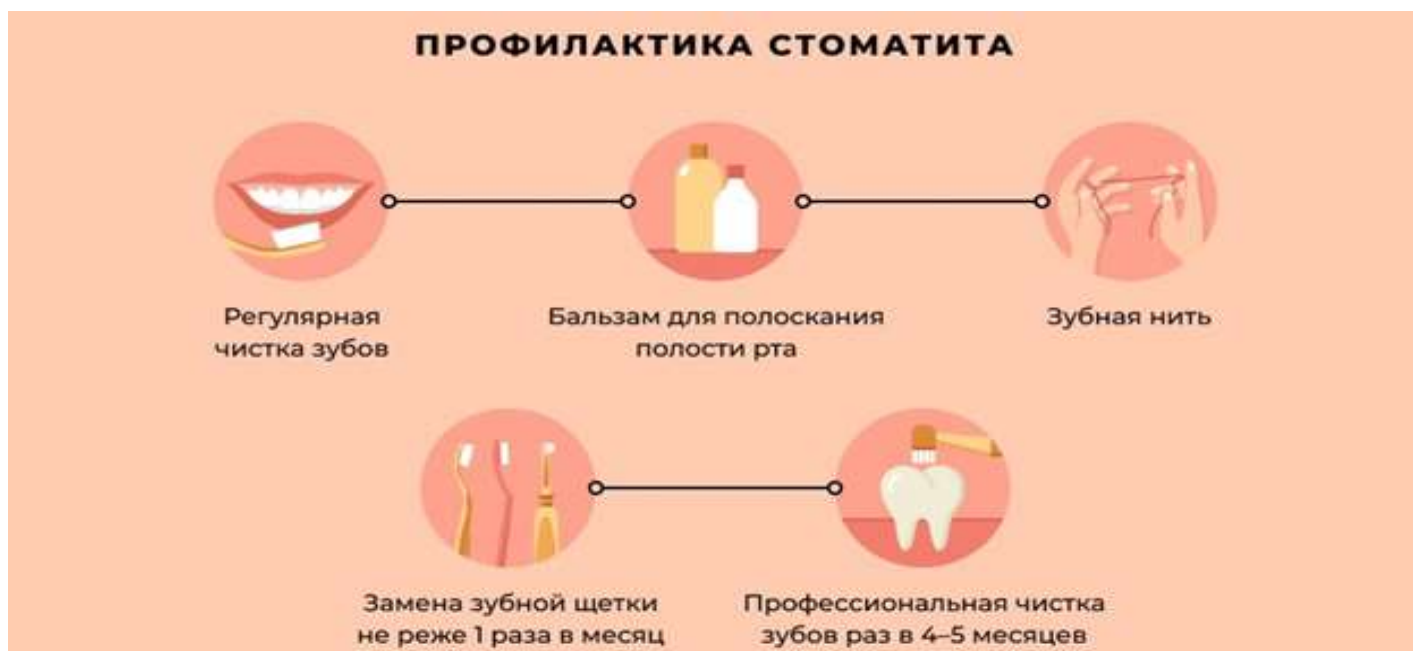 ПРОФИЛАКТИКА СТОМАТИТА
Регулярная
чистка зубов
Бальзам для полоскания
полости рта
Зубная нить
Замена зубной щетки
не реже 1 раза в месяц
Профессиональная чистка
зубов раз в 4–5 месяцев